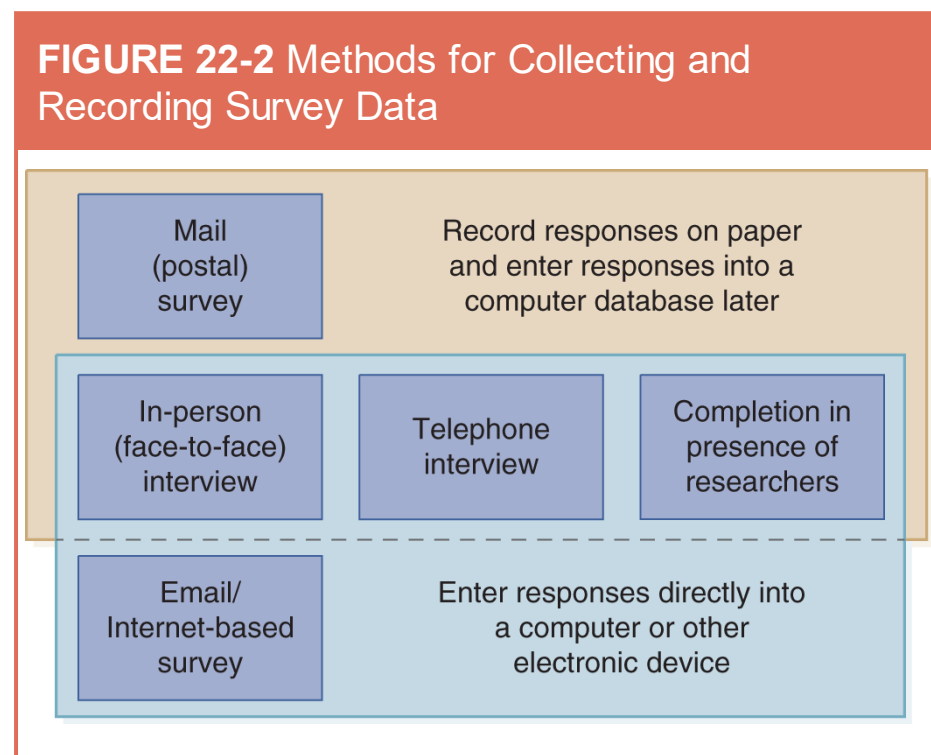 FIGURE 22-2 Methods for Collecting and
Recording Survey Data
Mail
(postal)
survey
Record responses on paper
and enter responses into a
computer database later
In-person
(face-to-face)
interview
Telephone
interview
Completion in
presence of
researchers
Email/
Internet-based
survey
Enter responses directly into
a computer or other
electronic device